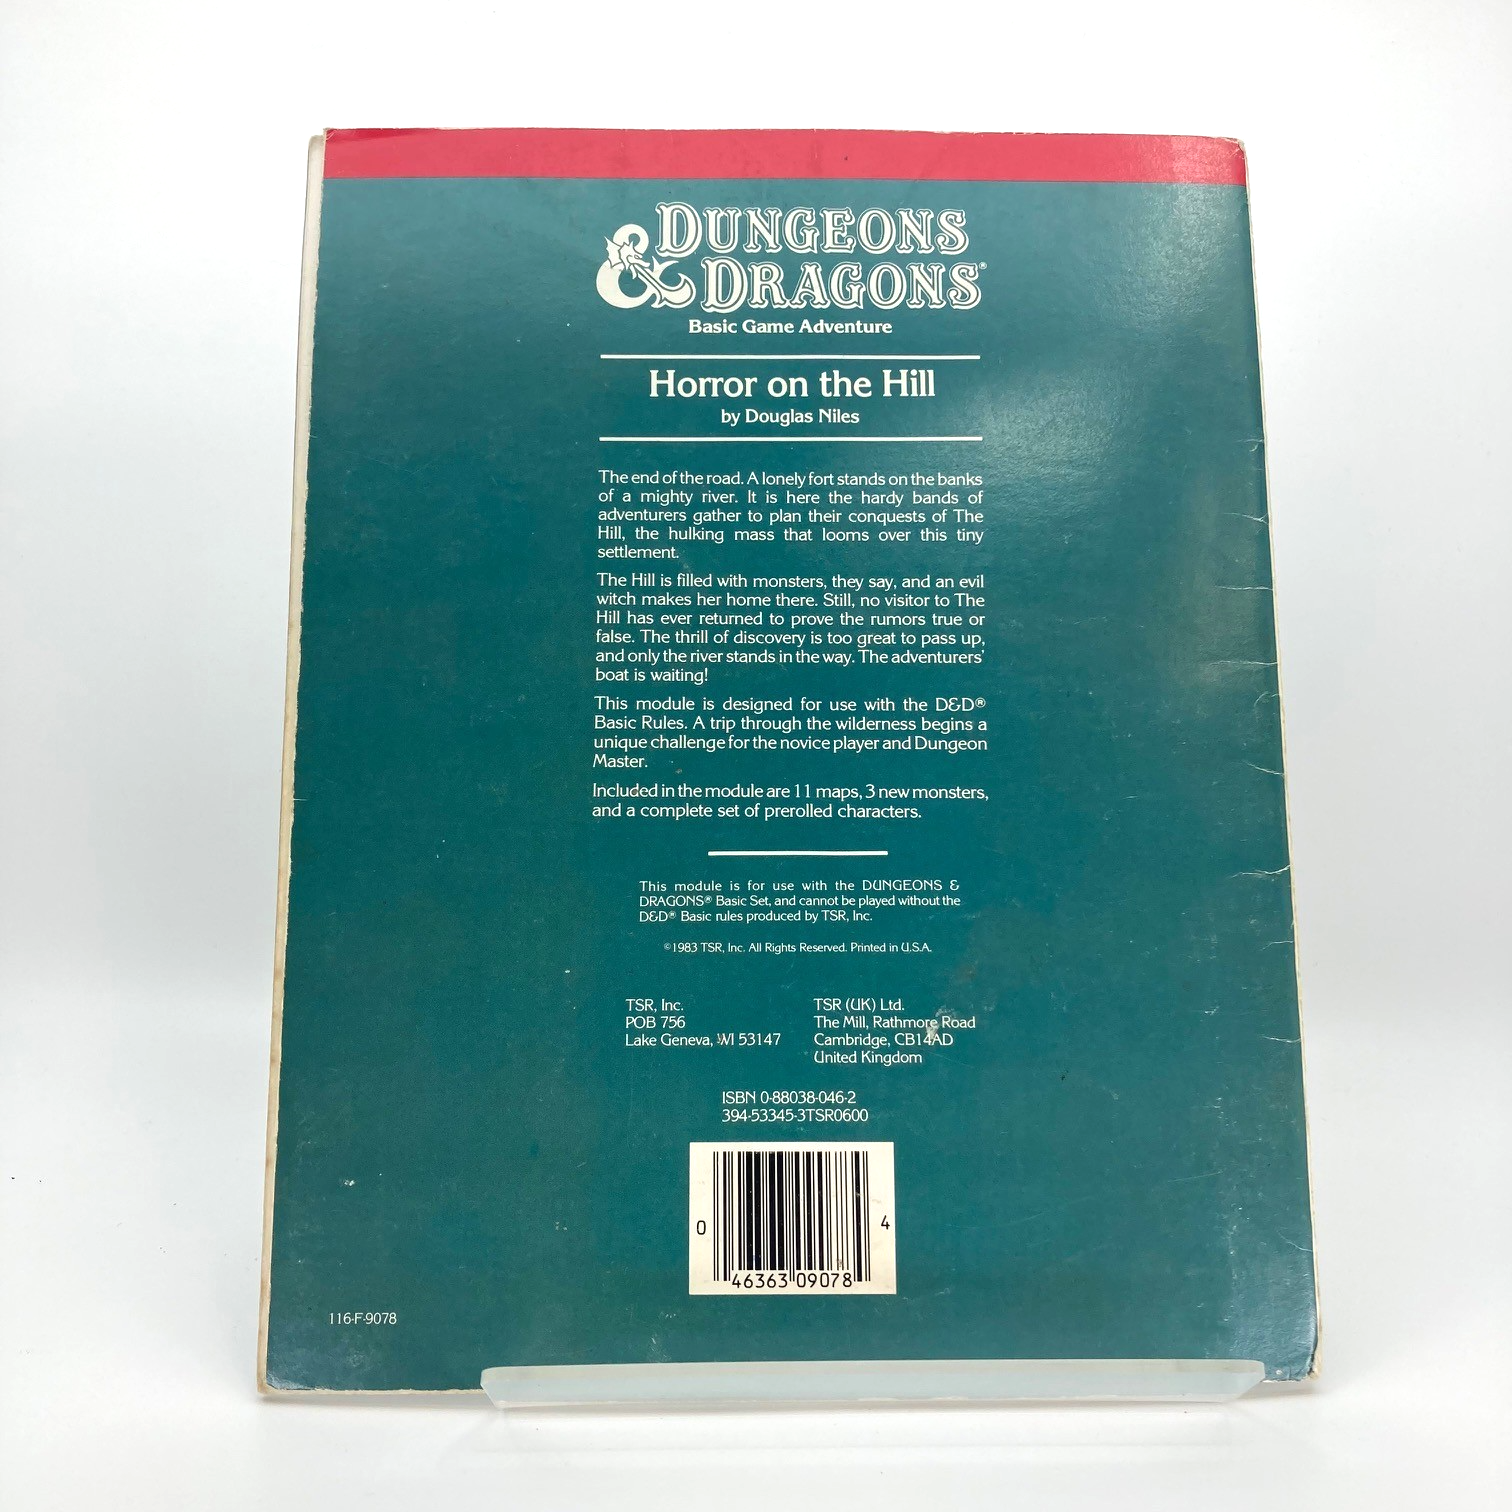 DUNGEONS
& DRAGONS®
Basic Game Adventure
Horror on the Hill
by Douglas Niles
The end of the road. A lonely fort stands on the banks
of a mighty river. It is here the hardy bands of
adventurers gather to plan their conquests of The
Hill, the hulking mass that looms over this tiny
settlement.
The Hill is filled with monsters, they say, and an evil
witch makes her home there. Still, no visitor to The
Hill has ever returned to prove the rumors true or
false. The thrill of discovery is too great to pass up,
and only the river stands in the way. The adventurers'
boat is waiting!
This module is designed for use with the D&D®
Basic Rules. A trip through the wilderness begins a
unique challenge for the novice player and Dungeon
Master.
Included in the module are 11 maps, 3 new monsters,
and a complete set of prerolled characters.
This module is for use with the DUNGEONS &
DRAGONS® Basic Set, and cannot be played without the
D&D® Basic rules produced by TSR, Inc.
©1983 TSR, Inc. All Rights Reserved. Printed in U.S.A.
TSR, Inc.
POB 756
Lake Geneva, WI 53147
TSR (UK) Ltd.
The Mill, Rathmore Road
Cambridge, CB14AD
United Kingdom
ISBN 0-88038-046-2
394-53345-3TSR0600
0 46363 09078 4
116-F-9078